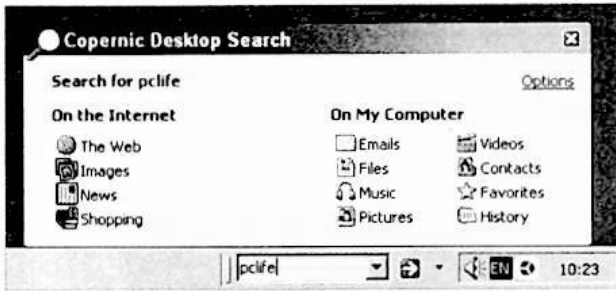 Copernic Desktop Search
Search for pclife
Options
On the Internet
The Web
Images
News
Shopping
On My Computer
Emails
Files
Music
Pictures
Videos
Contacts
Favorites
History
pclife
EN
10:23